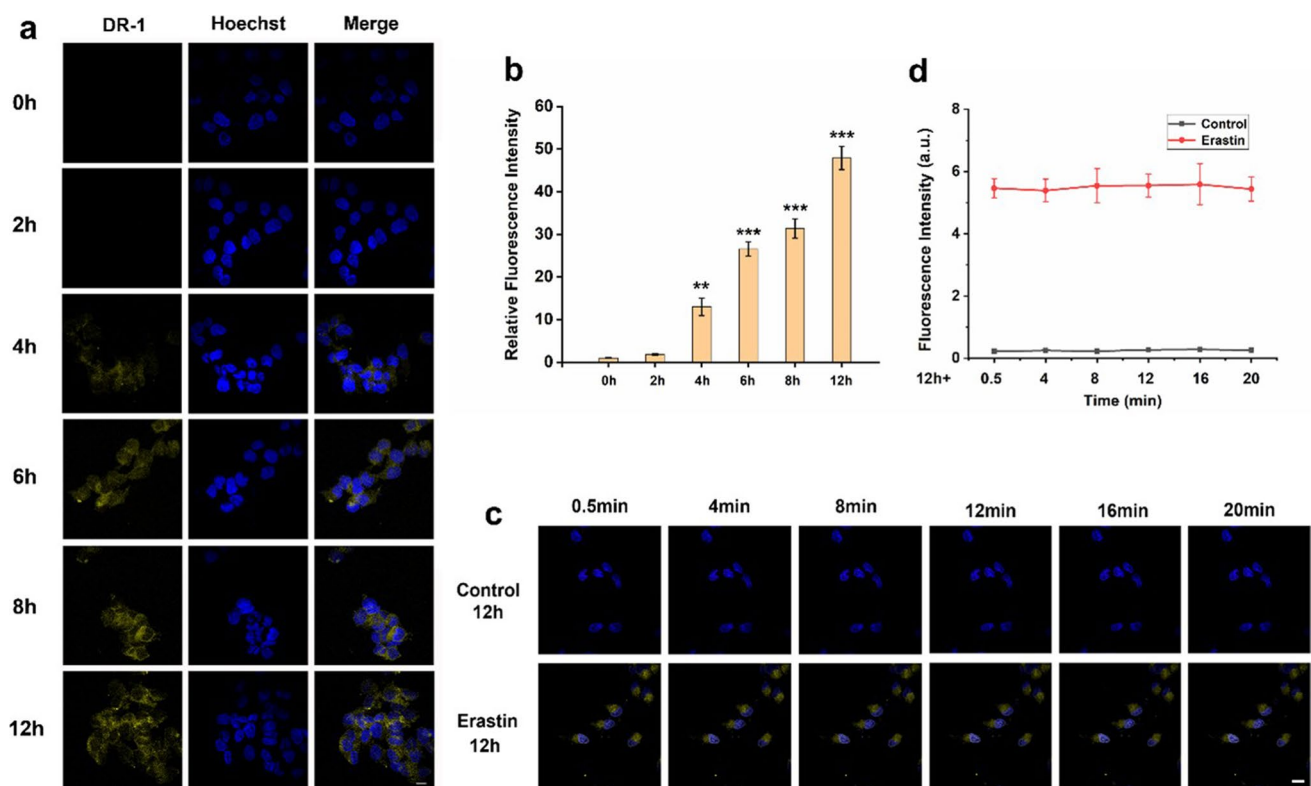 a
DR-1 Hoechst Merge
0h
2h
4h
6h
8h
12h
b
Relative Fluorescence Intensity
60
50
40
30
20
10
0
** *** *** ***
0h 2h 4h 6h 8h 12h
d
Fluorescence Intensity (a.u.)
8
6
4
2
0
Control
Erastin
12h+ 0.5 4 8 12 16 20
Time (min)
c
0.5min 4min 8min 12min 16min 20min
Control
12h
Erastin
12h